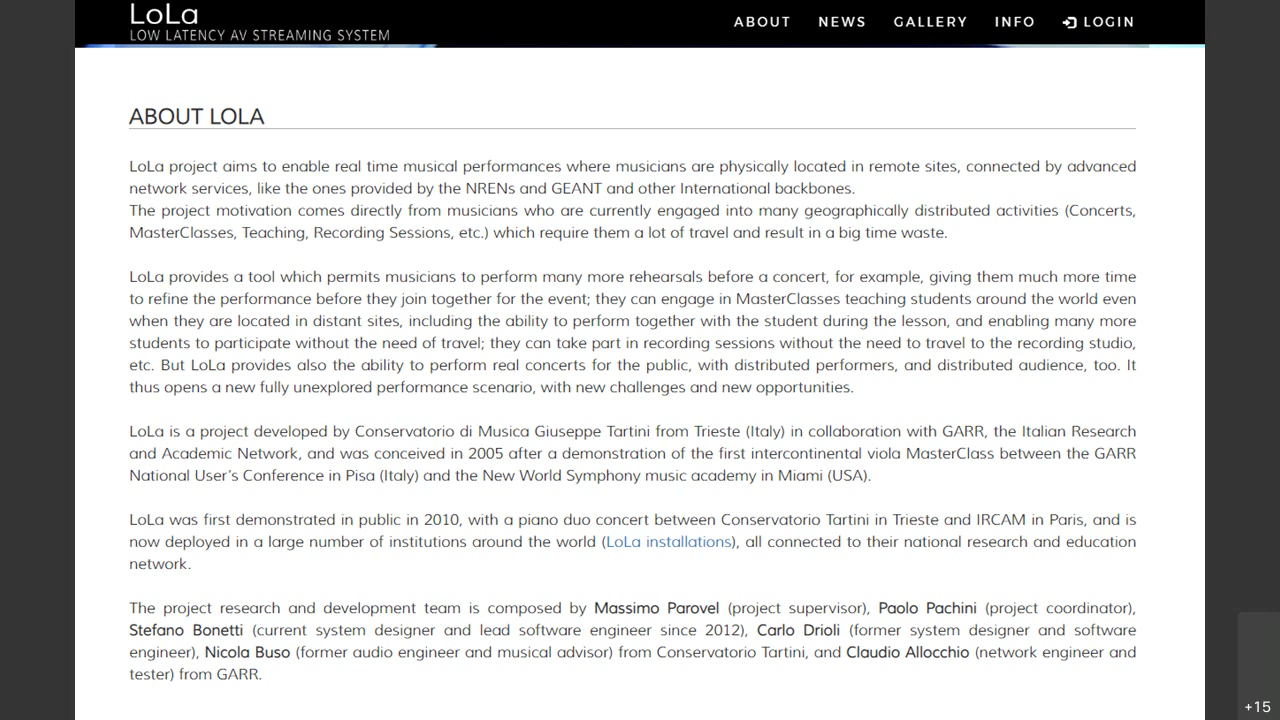 LoLa
LOW LATENCY AV STREAMING SYSTEM
ABOUT NEWS GALLERY INFO LOGIN
ABOUT LOLA
LoLa project aims to enable real time musical performances where musicians are physically located in remote sites, connected by advanced
network services, like the ones provided by the NRENs and GEANT and other International backbones.
The project motivation comes directly from musicians who are currently engaged into many geographically distributed activities (Concerts,
MasterClasses, Teaching, Recording Sessions, etc.) which require them a lot of travel and result in a big time waste.
LoLa provides a tool which permits musicians to perform many more rehearsals before a concert, for example, giving them much more time
to refine the performance before they join together for the event; they can engage in MasterClasses teaching students around the world even
when they are located in distant sites, including the ability to perform together with the student during the lesson, and enabling many more
students to participate without the need of travel; they can take part in recording sessions without the need to travel to the recording studio,
etc. But LoLa provides also the ability to perform real concerts for the public, with distributed performers, and distributed audience, too. It
thus opens a new fully unexplored performance scenario, with new challenges and new opportunities.
LoLa is a project developed by Conservatorio di Musica Giuseppe Tartini from Trieste (Italy) in collaboration with GARR, the Italian Research
and Academic Network, and was conceived in 2005 after a demonstration of the first intercontinental viola MasterClass between the GARR
National User's Conference in Pisa (Italy) and the New World Symphony music academy in Miami (USA).
LoLa was first demonstrated in public in 2010, with a piano duo concert between Conservatorio Tartini in Trieste and IRCAM in Paris, and is
now deployed in a large number of institutions around the world (LoLa installations), all connected to their national research and education
network.
The project research and development team is composed by Massimo Parovel (project supervisor), Paolo Pachini (project coordinator),
Stefano Bonetti (current system designer and lead software engineer since 2012), Carlo Drioli (former system designer and software
engineer), Nicola Buso (former audio engineer and musical advisor) from Conservatorio Tartini, and Claudio Allocchio (network engineer and
tester) from GARR.
+15